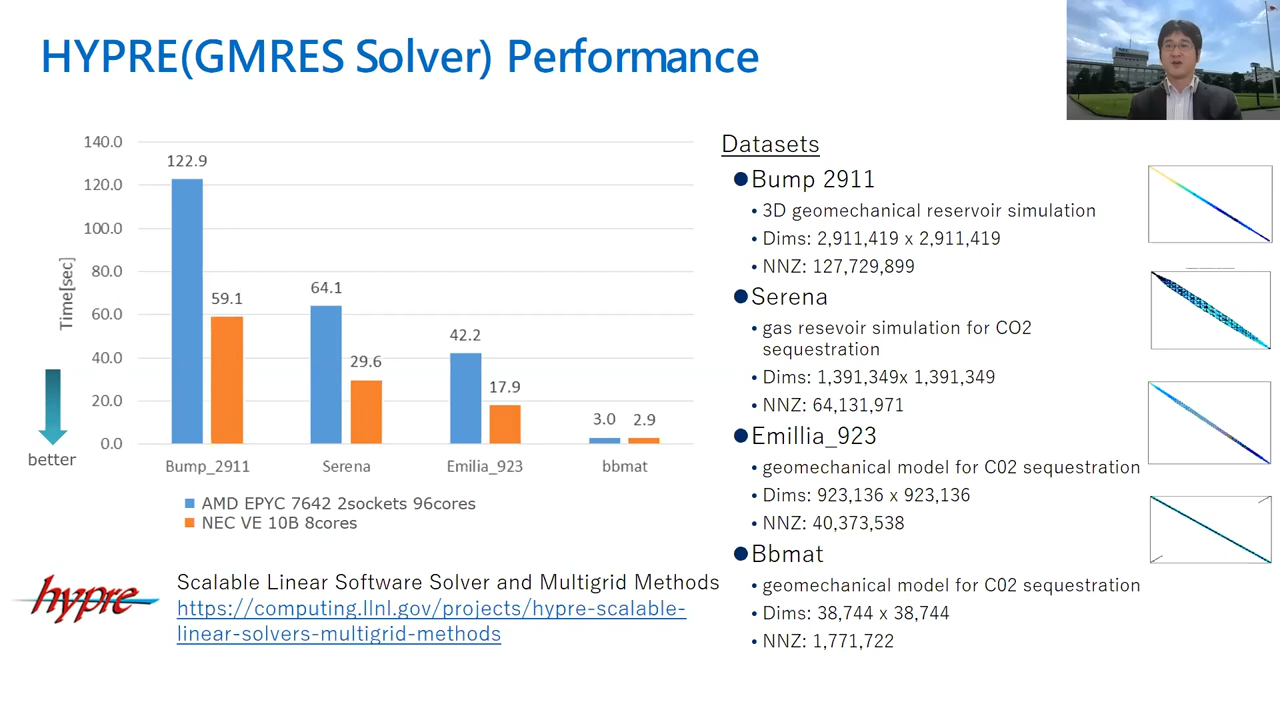 HYPRE(GMRES Solver) Performance
140.0
120.0
100.0
80.0
60.0
40.0
20.0
0.0
Time[sec]
better
122.9
59.1
64.1
29.6
42.2
17.9
3.0
2.9
Bump_2911
Serena
Emilia_923
bbmat
AMD EPYC 7642 2sockets 96cores
NEC VE 10B 8cores
hypre
Scalable Linear Software Solver and Multigrid Methods
https://computing.llnl.gov/projects/hypre-scalable-
linear-solvers-multigrid-methods
Datasets
●Bump 2911
• 3D geomechanical reservoir simulation
• Dims: 2,911,419 x 2,911,419
• NNZ: 127,729,899
●Serena
• gas resevoir simulation for CO2
sequestration
• Dims: 1,391,349x 1,391,349
• NNZ: 64,131,971
●Emillia_923
• geomechanical model for C02 sequestration
• Dims: 923,136 x 923,136
• NNZ: 40,373,538
●Bbmat
• geomechanical model for C02 sequestration
• Dims: 38,744 x 38,744
• NNZ: 1,771,722